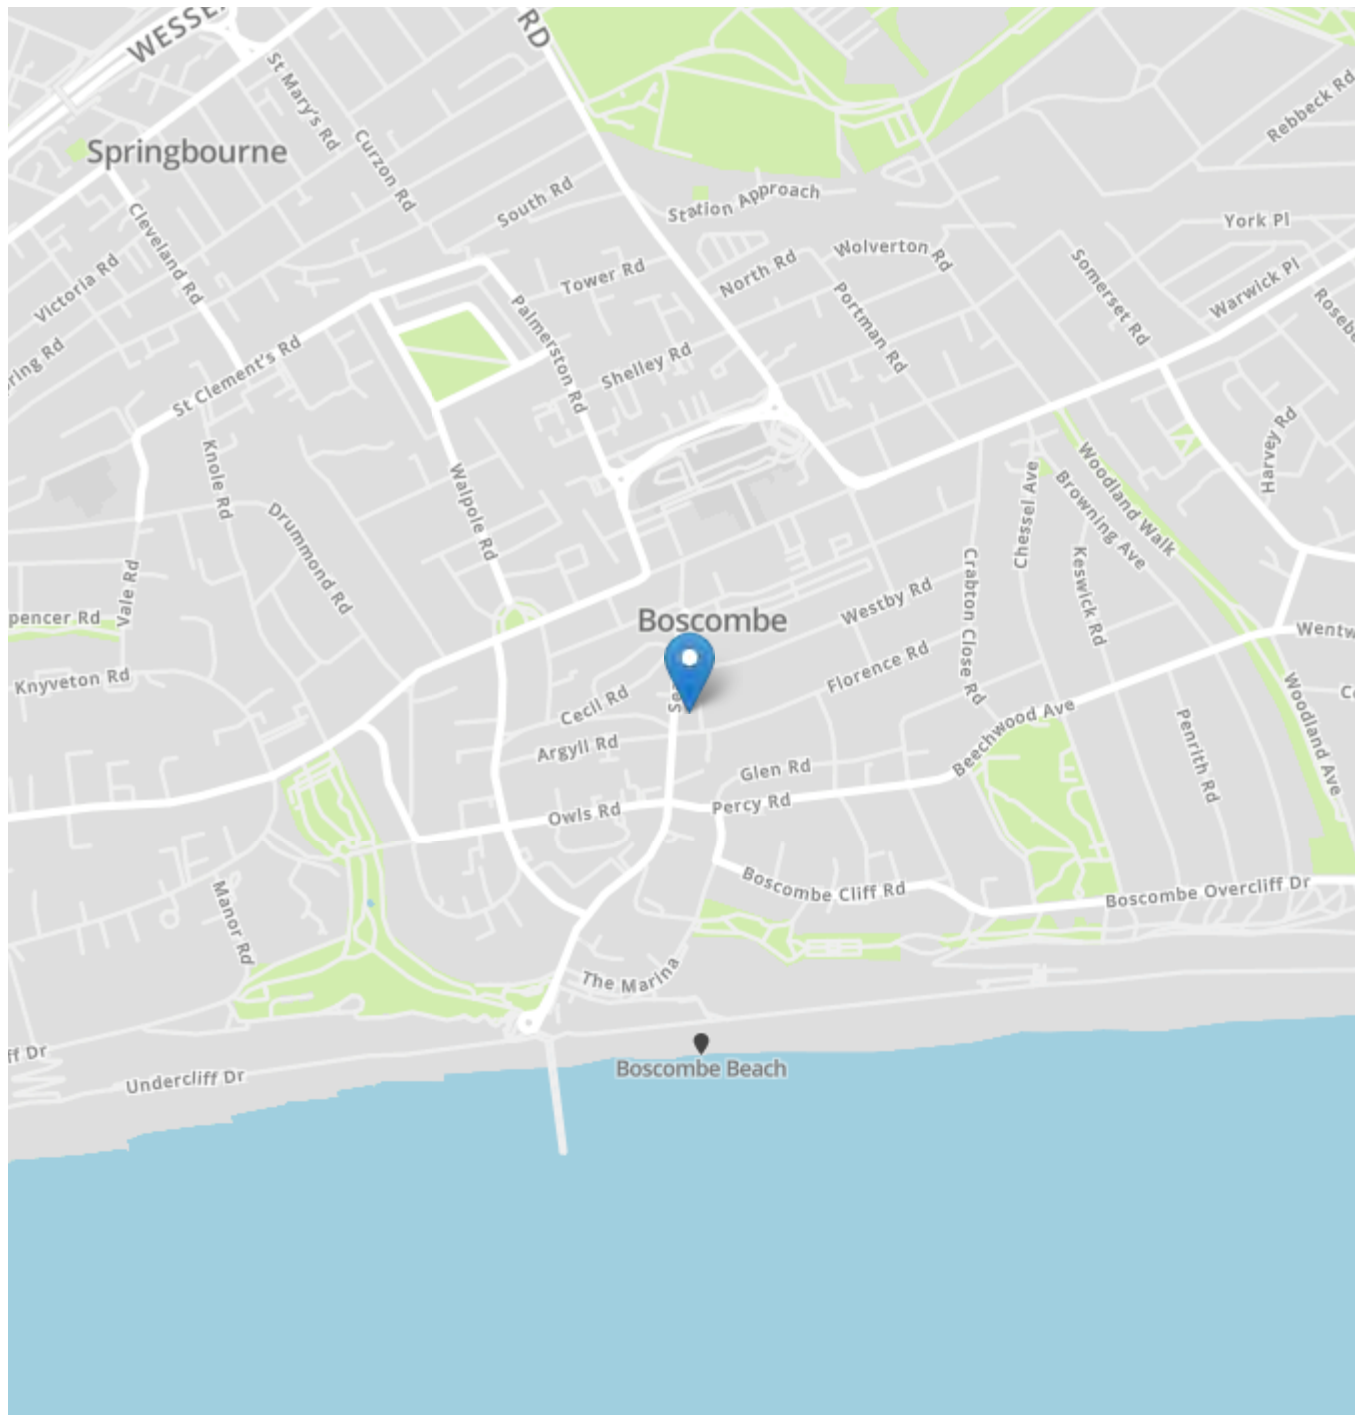 WESSE
RD
St Mary's Rd
Rebbeck Rd
Springbourne
Curzon Rd
South Rd
Station Approach
York Pl
Cleveland Rd
Wolverton Rd
Victoria Rd
Tower Rd
North Rd
Somerset Rd
Warwick Pl
Palmerston Rd
Portman Rd
Rosebe
ring Rd
St Clement's Rd
Shelley Rd
Knole Rd
Walpole Rd
Harvey Rd
Woodland Walk
Chessel Ave
Browning Ave
Drummond Rd
Vale Rd
Crabton Close Rd
Keswick Rd
Westby Rd
pencer Rd
Boscombe
Wentw
Knyveton Rd
Florence Rd
Cecil Rd
Se
Co
Argyll Rd
Beechwood Ave
Penrith Rd
Woodland Ave
Glen Rd
Owls Rd
Percy Rd
Boscombe Cliff Rd
Boscombe Overcliff Dr
Manor Rd
The Marina
ff Dr
Boscombe Beach
Undercliff Dr